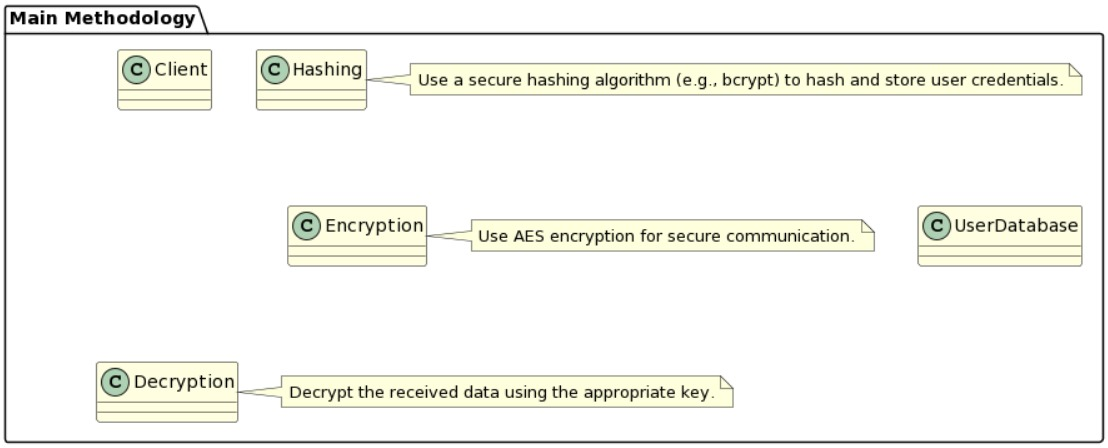 Main Methodology
C Client
C Hashing
Use a secure hashing algorithm (e.g., bcrypt) to hash and store user credentials.
C Encryption
Use AES encryption for secure communication.
C UserDatabase
C Decryption
Decrypt the received data using the appropriate key.